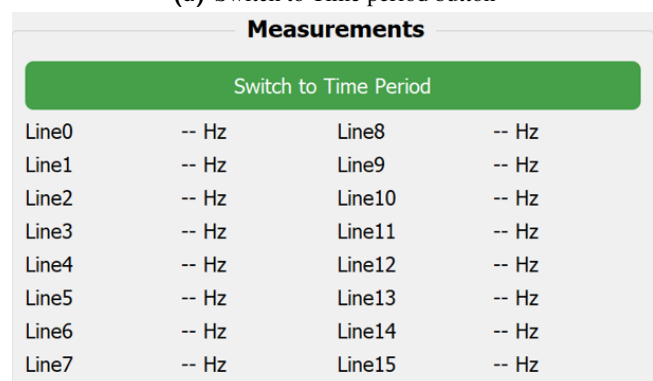 Measurements
Switch to Time Period
Line0 -- Hz Line8 -- Hz
Line1 -- Hz Line9 -- Hz
Line2 -- Hz Line10 -- Hz
Line3 -- Hz Line11 -- Hz
Line4 -- Hz Line12 -- Hz
Line5 -- Hz Line13 -- Hz
Line6 -- Hz Line14 -- Hz
Line7 -- Hz Line15 -- Hz